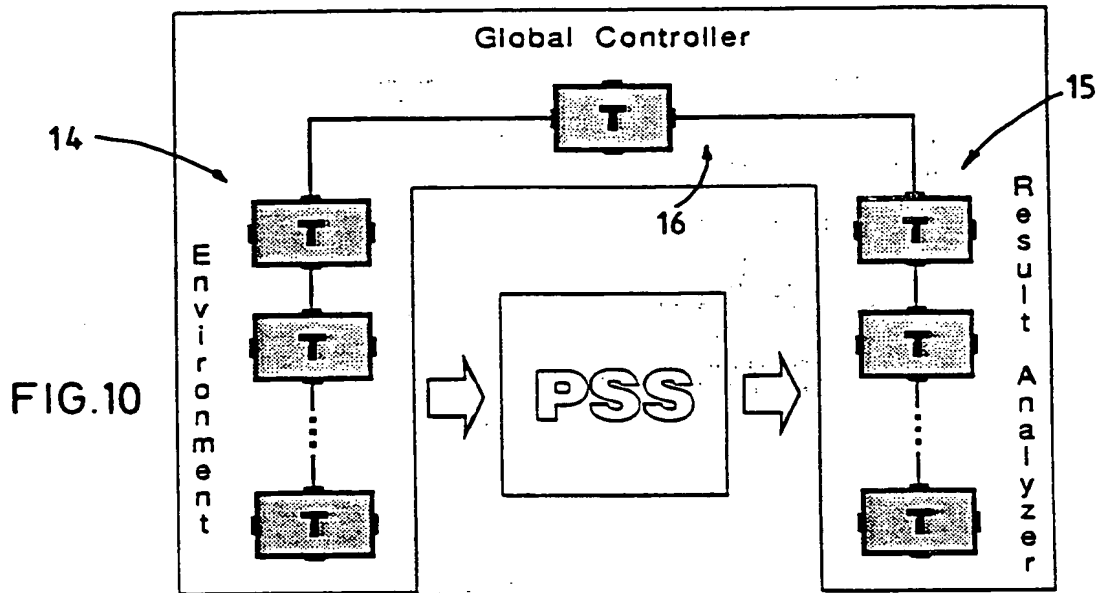 Global Controller
T
14
15
16
T
T
Environment
T
T
Result Analyzer
T
T
PSS
FIG.10